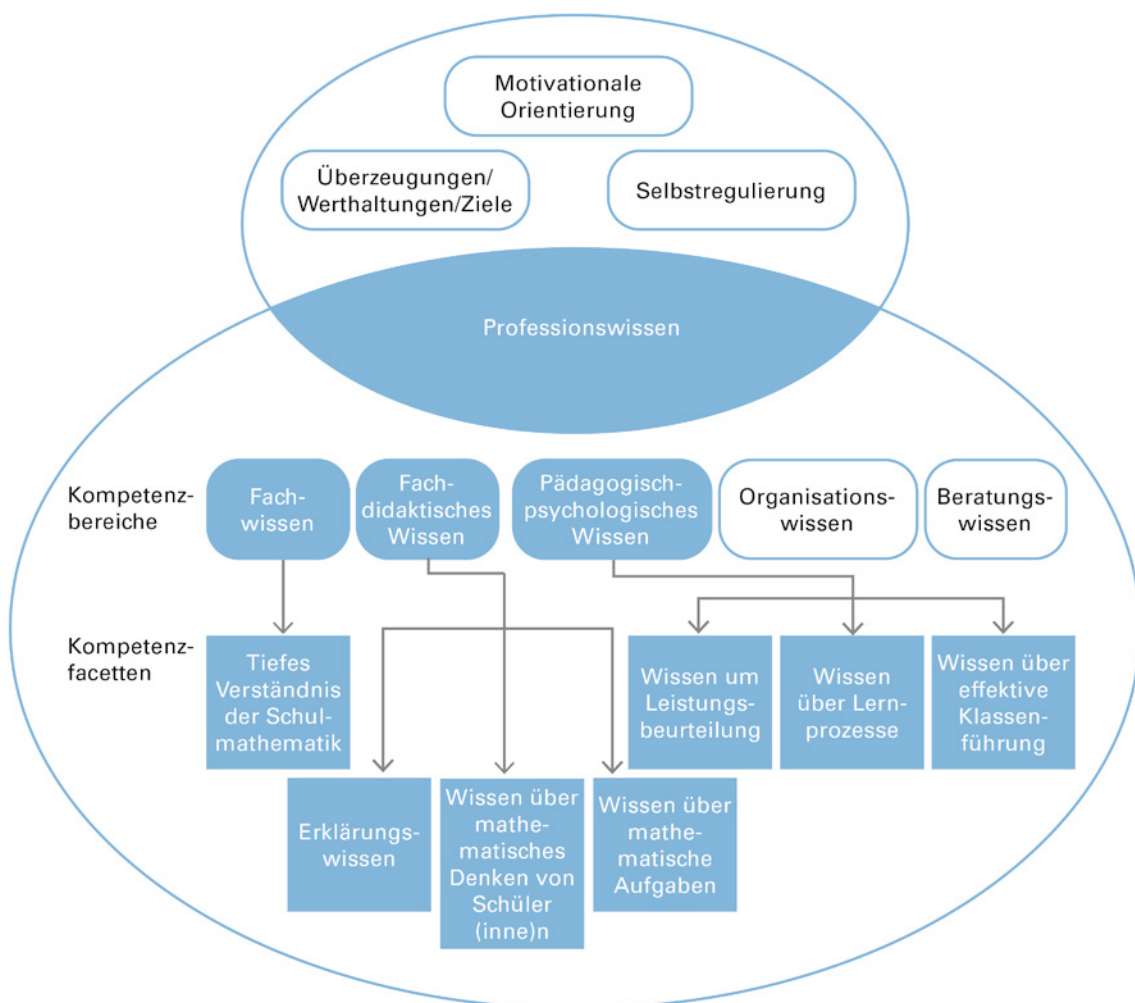 Motivationale
Orientierung
Überzeugungen/
Werthaltungen/Ziele
Selbstregulierung
Professionswissen
Kompetenz-
bereiche
Fach-
wissen
Fach-
didaktisches
Wissen
Pädagogisch-
psychologisches
Wissen
Organisations-
wissen
Beratungs-
wissen
Kompetenz-
facetten
Tiefes
Verständnis
der Schul-
mathematik
Wissen um
Leistungs-
beurteilung
Wissen
über Lern-
prozesse
Wissen über
effektive
Klassen-
führung
Erklärungs-
wissen
Wissen über
mathe-
matisches
Denken von
Schüler
(inne)n
Wissen über
mathe-
matische
Aufgaben